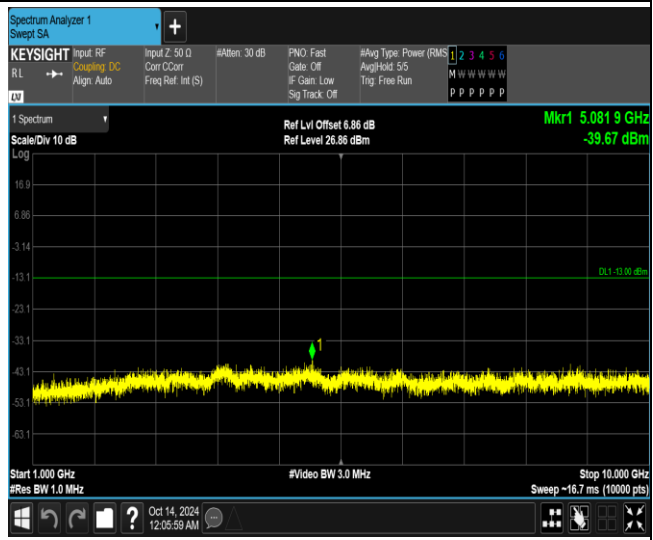 Spectrum Analyzer 1
Swept SA
+
KEYSIGHT
R L
LXI
Input: RF
Coupling: DC
Align: Auto
Input Z: 50 Ω
Corr CCorr
Freq Ref: Int (S)
#Atten: 30 dB
PNO: Fast
Gate: Off
IF Gain: Low
Sig Track: Off
#Avg Type: Power (RMS
Avg|Hold: 5/5
Trig: Free Run
1 2 3 4 5 6
M W W W W W
P P P P P P
1 Spectrum
Scale/Div 10 dB
Log
Ref Lvl Offset 6.86 dB
Ref Level 26.86 dBm
Mkr1 5.081 9 GHz
-39.67 dBm
16.9
6.86
-3.14
-13.1
DL1 -13.00 dBm
-23.1
-33.1
1
-43.1
-53.1
-63.1
Start 1.000 GHz
#Res BW 1.0 MHz
#Video BW 3.0 MHz
Stop 10.000 GHz
Sweep ~16.7 ms (10000 pts)
?
Oct 14, 2024
12:05:59 AM